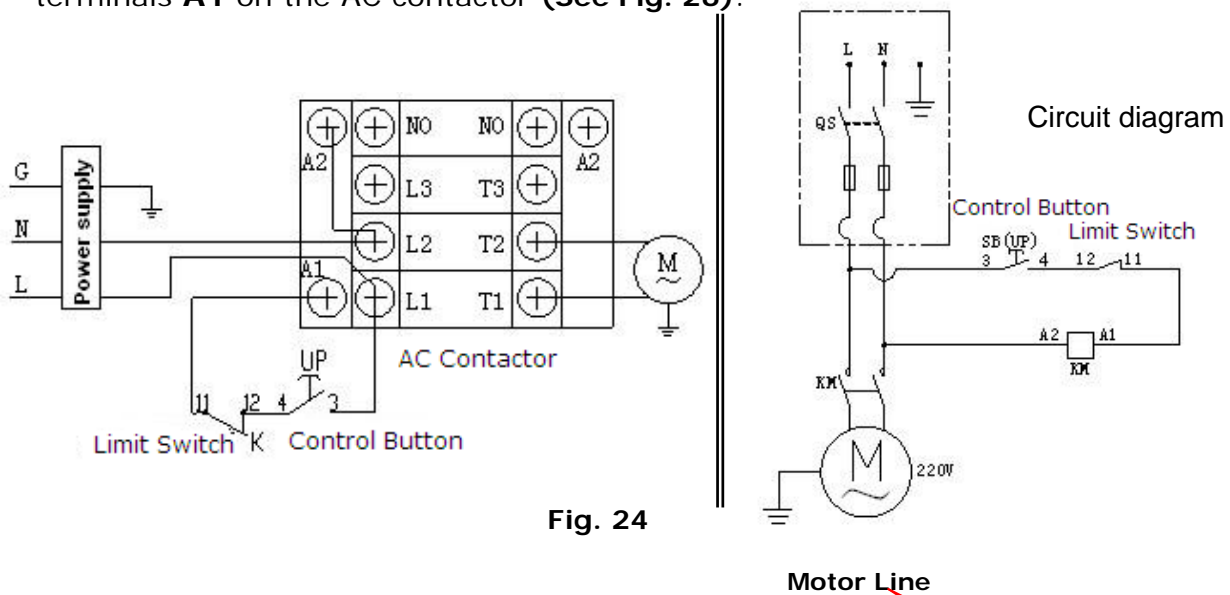 terminals A1 on the AC contactor (See Fig. 28).
G
N
L
Power supply
A2
NO
NO
A2
L3
T3
L2
T2
A1
L1
T1
M
AC Contactor
UP
11
12
4
3
Limit Switch K
Control Button
Fig. 24
L
N
QS
Circuit diagram
Control Button
Limit Switch
SB(UP)
3
4
12
11
A2
A1
KM
KM
M
220V
Motor Line